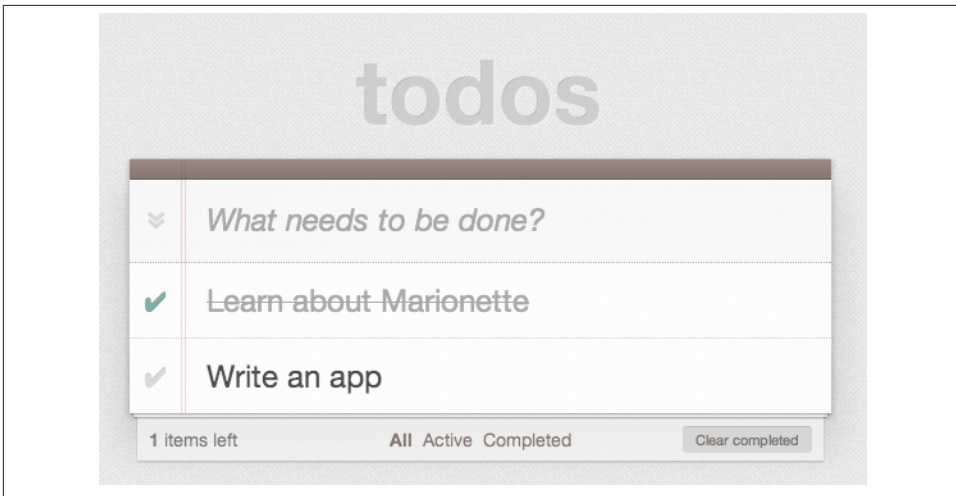 todos
What needs to be done?
Learn about Marionette
Write an app
1 items left All Active Completed Clear completed